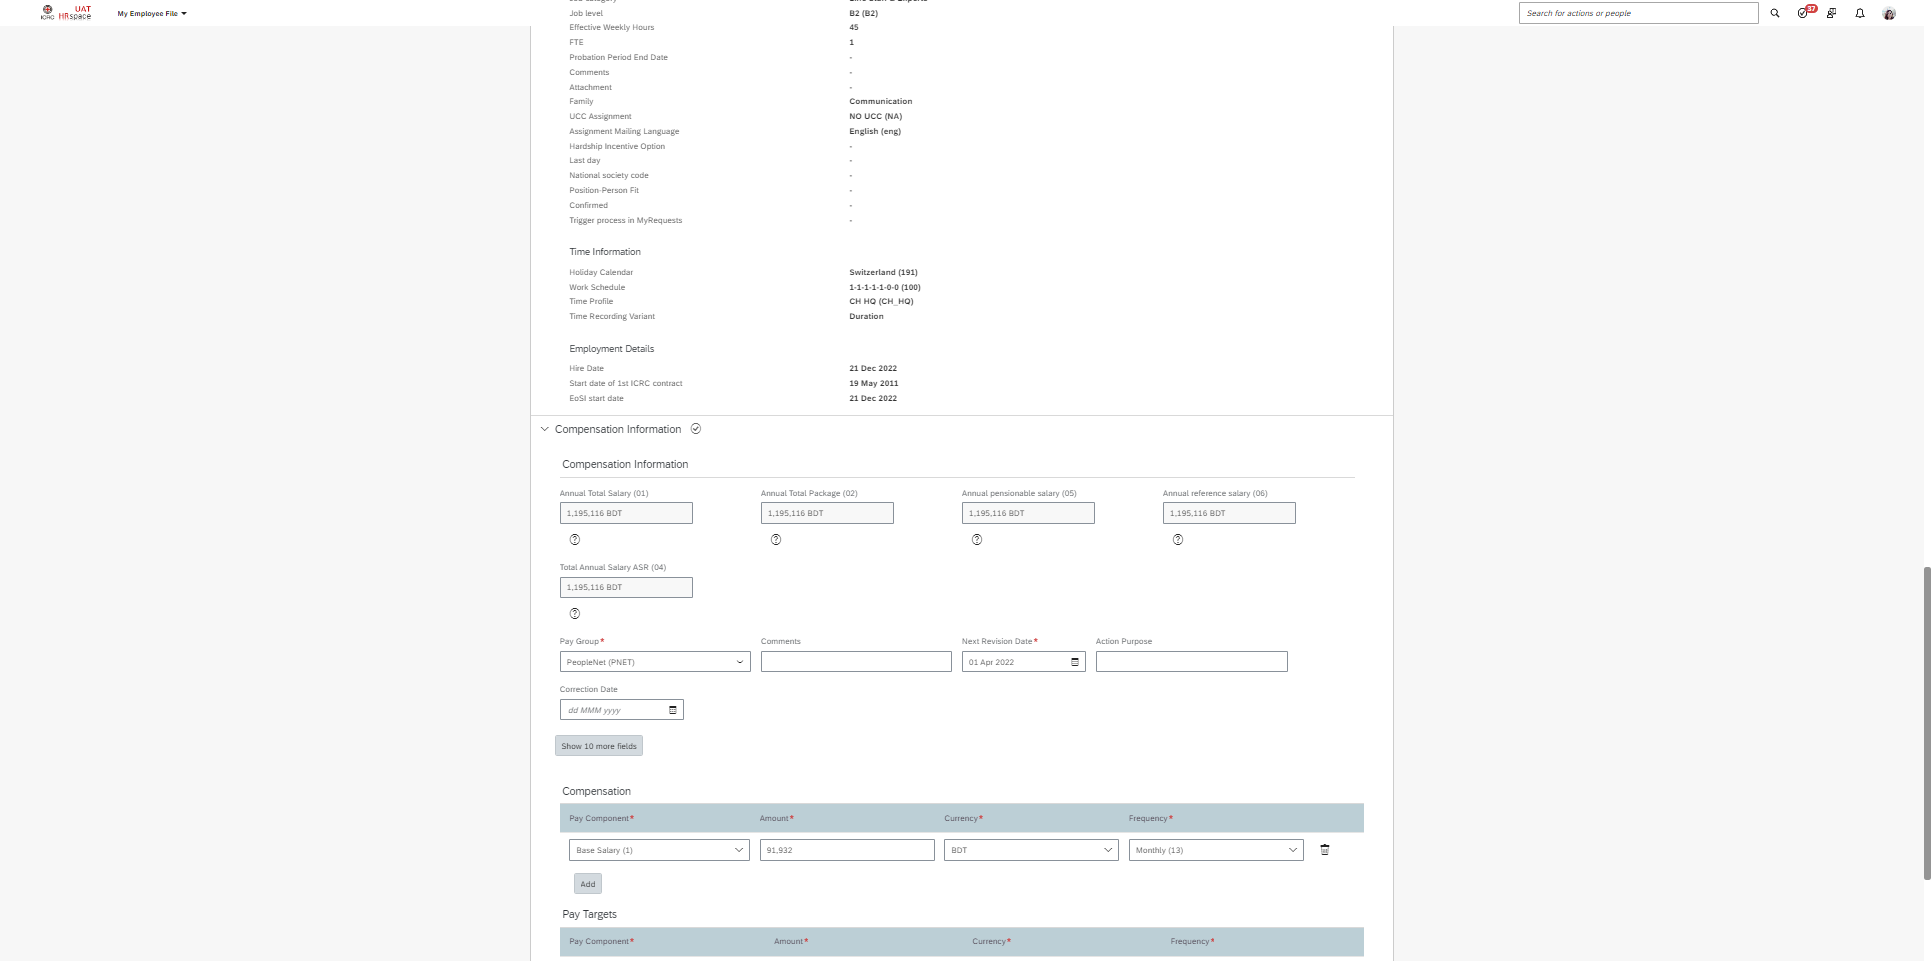 ICRC UAT HRspace My Employee File Search for actions or people 37
Job level B2 (B2)
Effective Weekly Hours 45
FTE 1
Probation Period End Date -
Comments -
Attachment -
Family Communication
UCC Assignment NO UCC (NA)
Assignment Mailing Language English (eng)
Hardship Incentive Option -
Last day -
National society code -
Position-Person Fit -
Confirmed -
Trigger process in MyRequests -
Time Information
Holiday Calendar Switzerland (191)
Work Schedule 1-1-1-1-1-0-0 (100)
Time Profile CH HQ (CH_HQ)
Time Recording Variant Duration
Employment Details
Hire Date 21 Dec 2022
Start date of 1st ICRC contract 19 May 2011
EoSI start date 21 Dec 2022
Compensation Information
Compensation Information
Annual Total Salary (01) Annual Total Package (02) Annual pensionable salary (05) Annual reference salary (06)
1,195,116 BDT 1,195,116 BDT 1,195,116 BDT 1,195,116 BDT
Total Annual Salary ASR (04)
1,195,116 BDT
Pay Group* Comments Next Revision Date* Action Purpose
PeopleNet (PNET) 01 Apr 2022
Correction Date
dd MMM yyyy
Show 10 more fields
Compensation
Pay Component* Amount* Currency* Frequency*
Base Salary (1) 91,932 BDT Monthly (13)
Add
Pay Targets
Pay Component* Amount* Currency* Frequency*